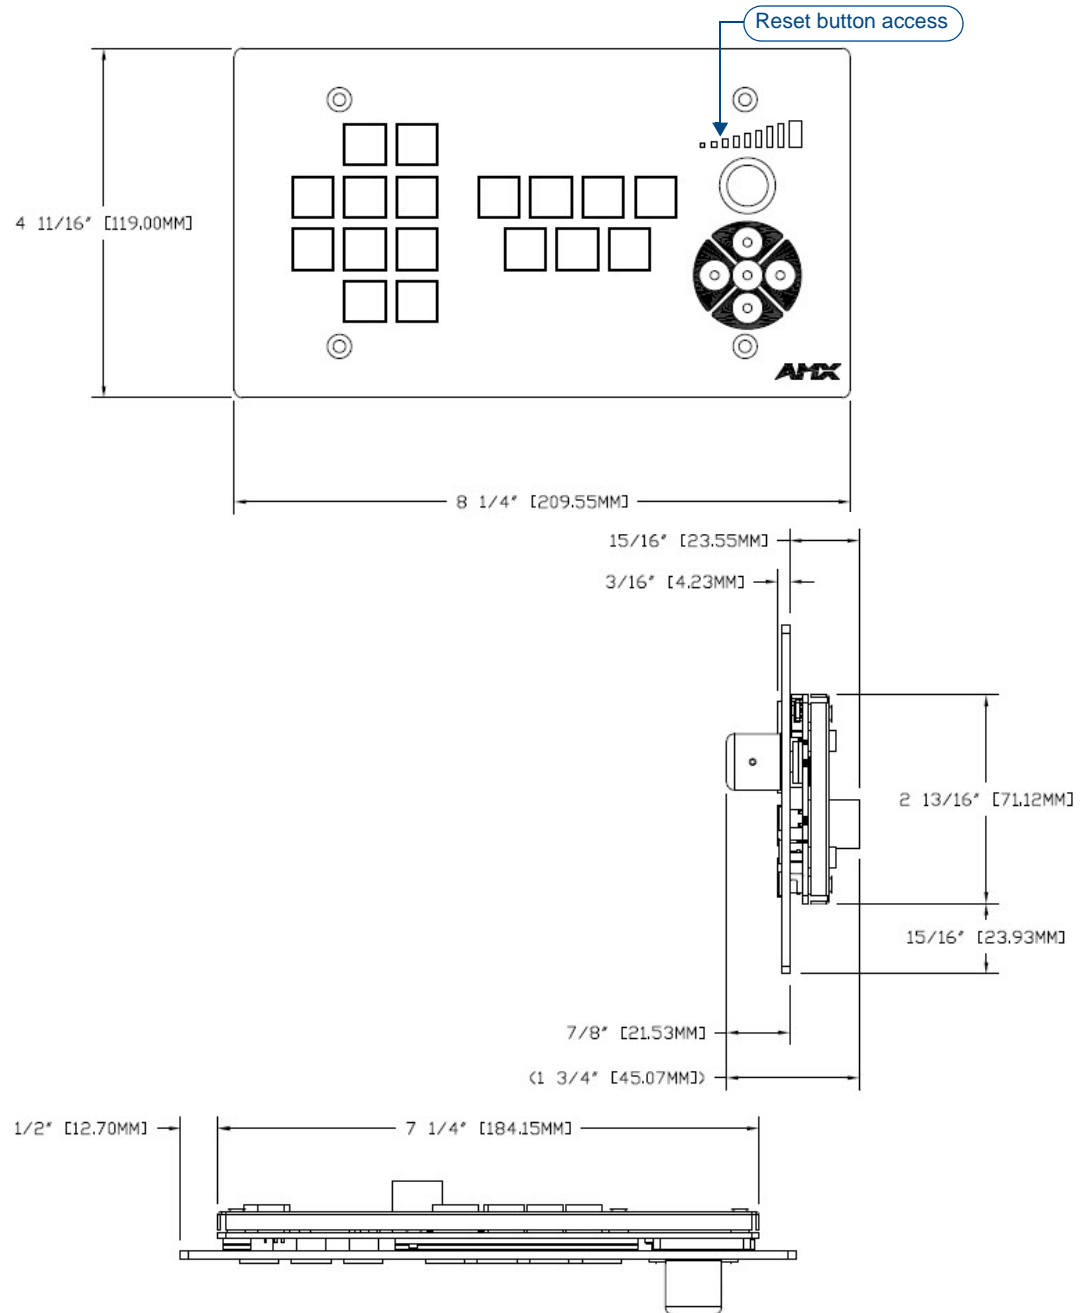 Reset button access
4 11/16" [119.00MM]
AMX
8 1/4" [209.55MM]
15/16" [23.55MM]
3/16" [4.23MM]
2 13/16" [71.12MM]
15/16" [23.93MM]
7/8" [21.53MM]
(1 3/4" [45.07MM])
1/2" [12.70MM]
7 1/4" [184.15MM]